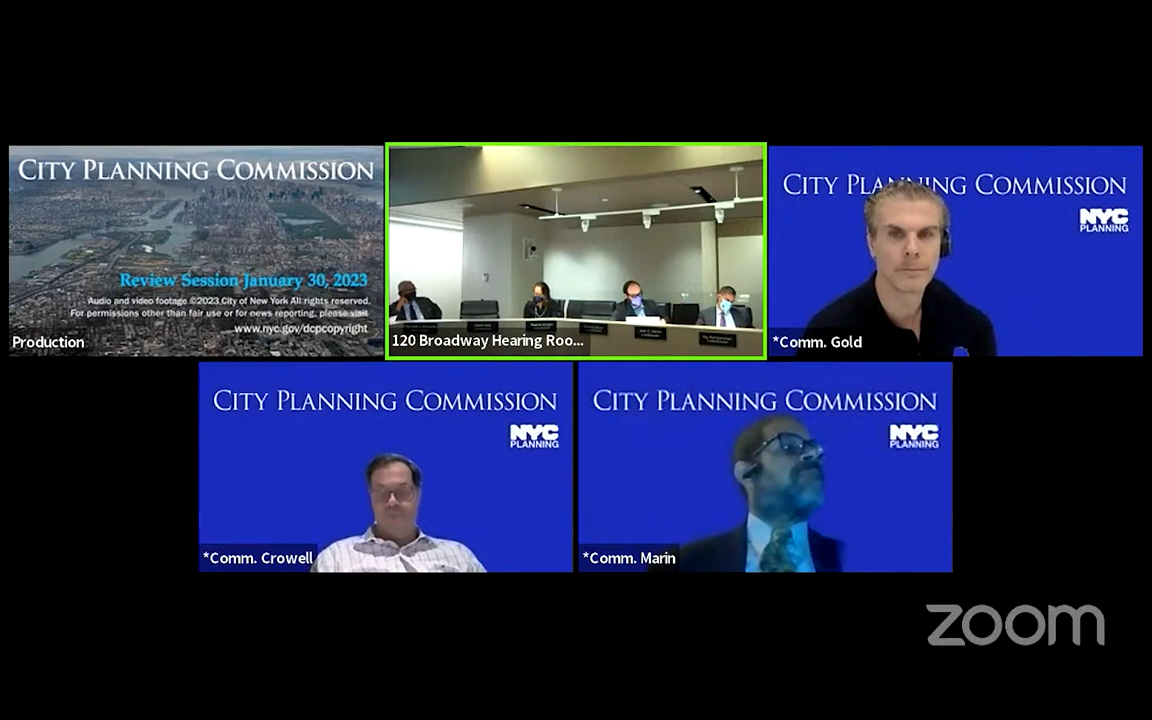 CITY PLANNING COMMISSION
Review Session January 30, 2023
Audio and video footage ©2023 City of New York All rights reserved.
For permissions other than fair use or for news reporting, please visit
www.nyc.gov/dcpcopyright
Production
120 Broadway Hearing Roo...
CITY PLANNING COMMISSION
NYC
PLANNING
*Comm. Gold
CITY PLANNING COMMISSION
NYC
PLANNING
*Comm. Crowell
CITY PLANNING COMMISSION
NYC
PLANNING
*Comm. Marin
zoom